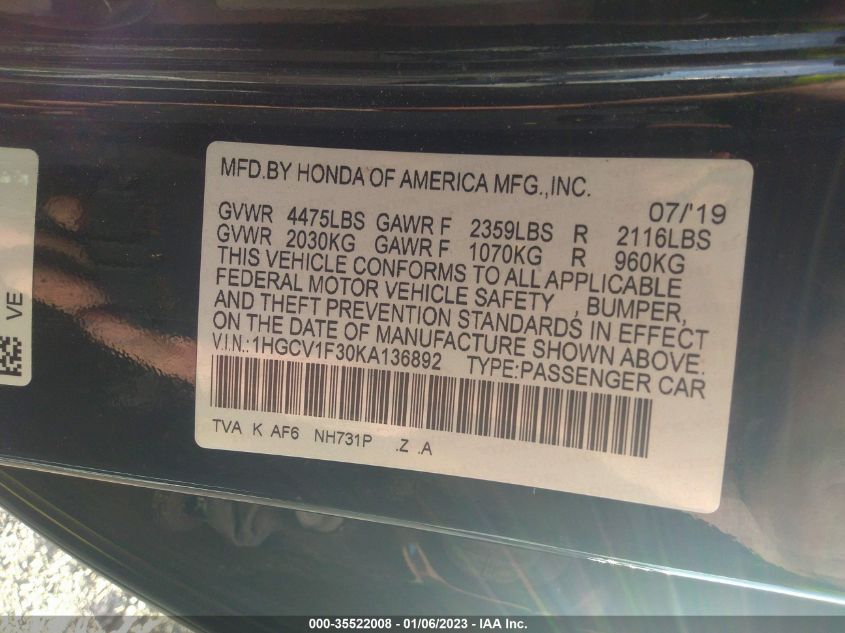 MFD.BY HONDA OF AMERICA MFG.,INC.
07/'19
GVWR 4475LBS GAWR F 2359LBS R 2116LBS
GVWR 2030KG GAWR F 1070KG R 960KG
THIS VEHICLE CONFORMS TO ALL APPLICABLE
FEDERAL MOTOR VEHICLE SAFETY , BUMPER,
AND THEFT PREVENTION STANDARDS IN EFFECT
ON THE DATE OF MANUFACTURE SHOWN ABOVE.
V.I.N.:1HGCV1F30KA136892 TYPE:PASSENGER CAR
TVA K AF6 NH731P .Z .A
VE
000-35522008 - 01/06/2023 - IAA Inc.